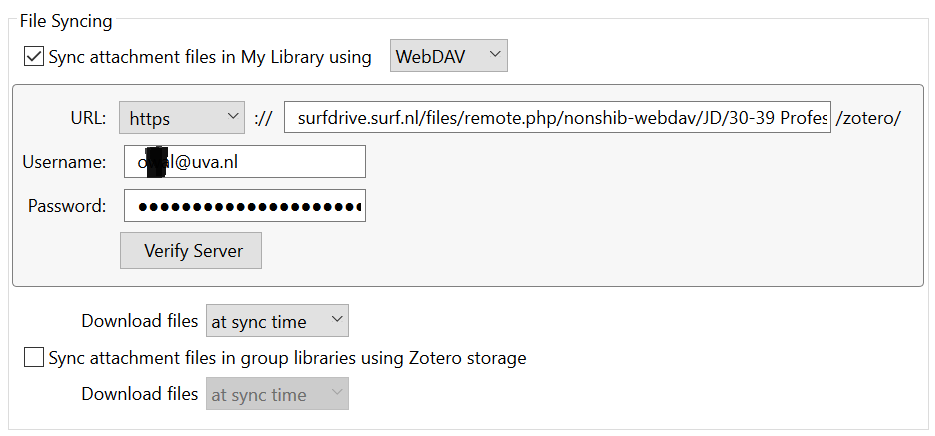 File Syncing
Sync attachment files in My Library using WebDAV
URL: https :// surfdrive.surf.nl/files/remote.php/nonshib-webdav/JD/30-39 Profes /zotero/
Username: @uva.nl
Password: ●●●●●●●●●●●●●●●●●●●●●
Verify Server
Download files at sync time
Sync attachment files in group libraries using Zotero storage
Download files at sync time